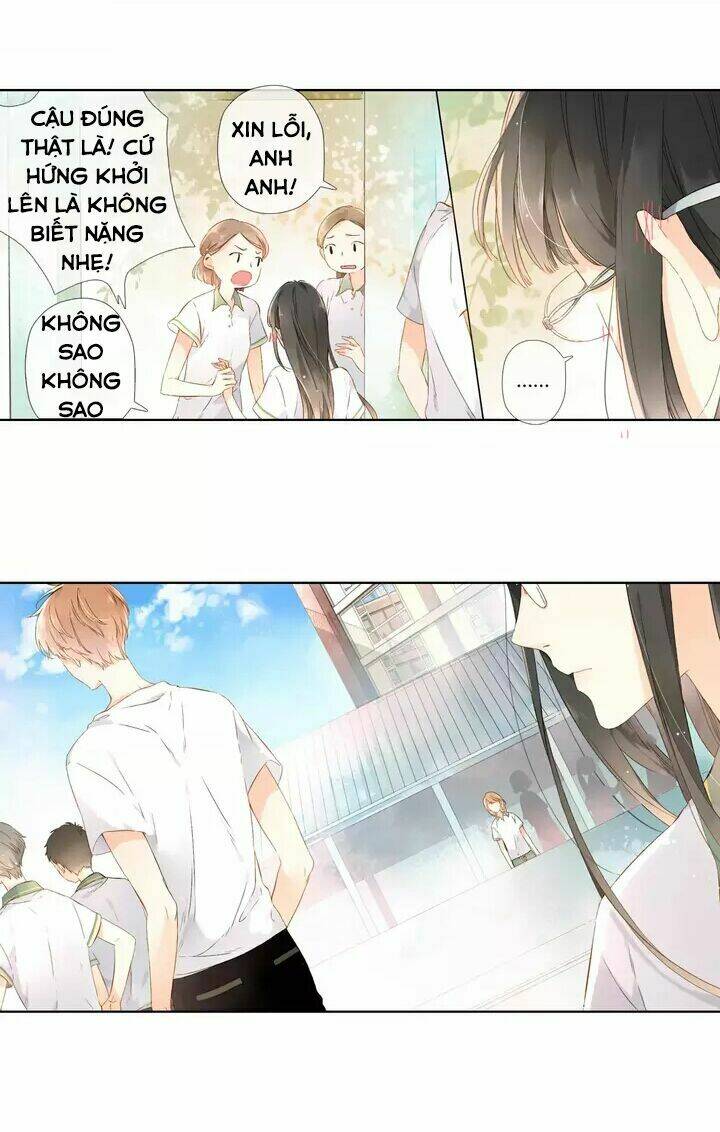 CẬU ĐÚNG
THẬT LÀ! CỨ
HỨNG KHỞI
LÊN LÀ KHÔNG
BIẾT NẶNG
NHẸ!
XIN LỖI,
ANH
ANH!
KHÔNG
SAO
KHÔNG
SAO
......